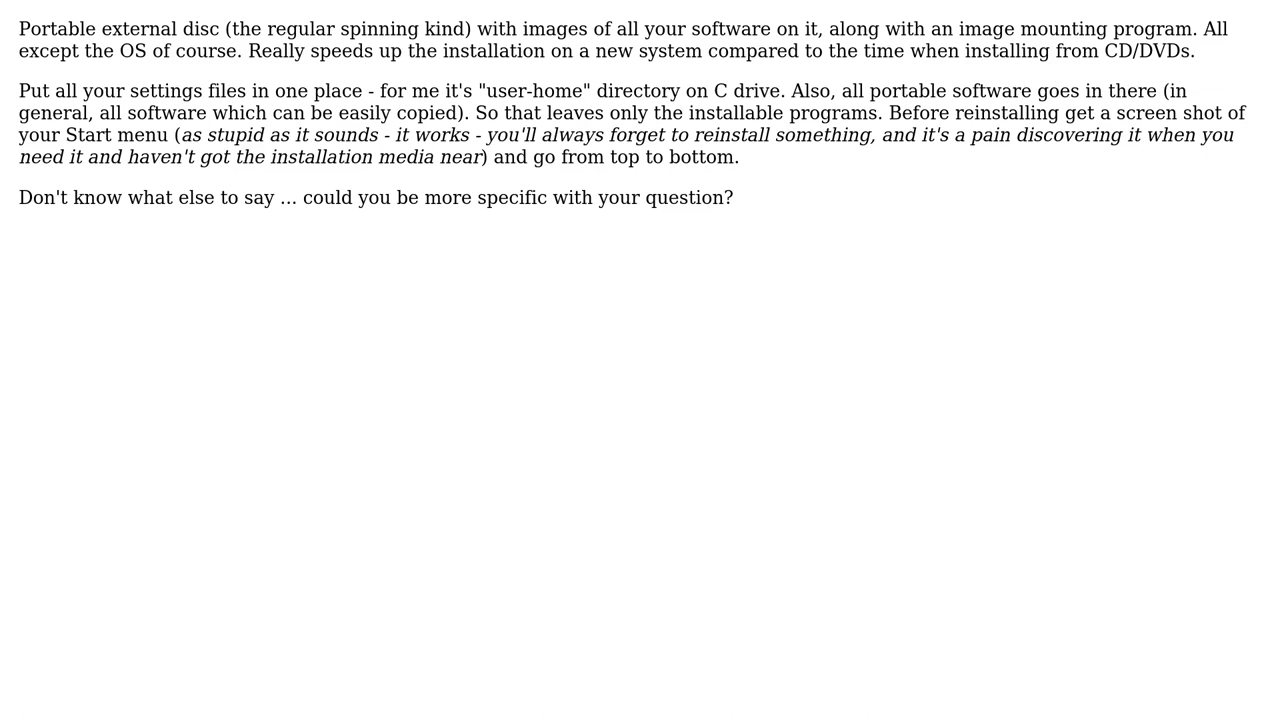 Portable external disc (the regular spinning kind) with images of all your software on it, along with an image mounting program. All
except the OS of course. Really speeds up the installation on a new system compared to the time when installing from CD/DVDs.
Put all your settings files in one place - for me it's "user-home" directory on C drive. Also, all portable software goes in there (in
general, all software which can be easily copied). So that leaves only the installable programs. Before reinstalling get a screen shot of
your Start menu (as stupid as it sounds - it works - you'll always forget to reinstall something, and it's a pain discovering it when you
need it and haven't got the installation media near) and go from top to bottom.
Don't know what else to say ... could you be more specific with your question?